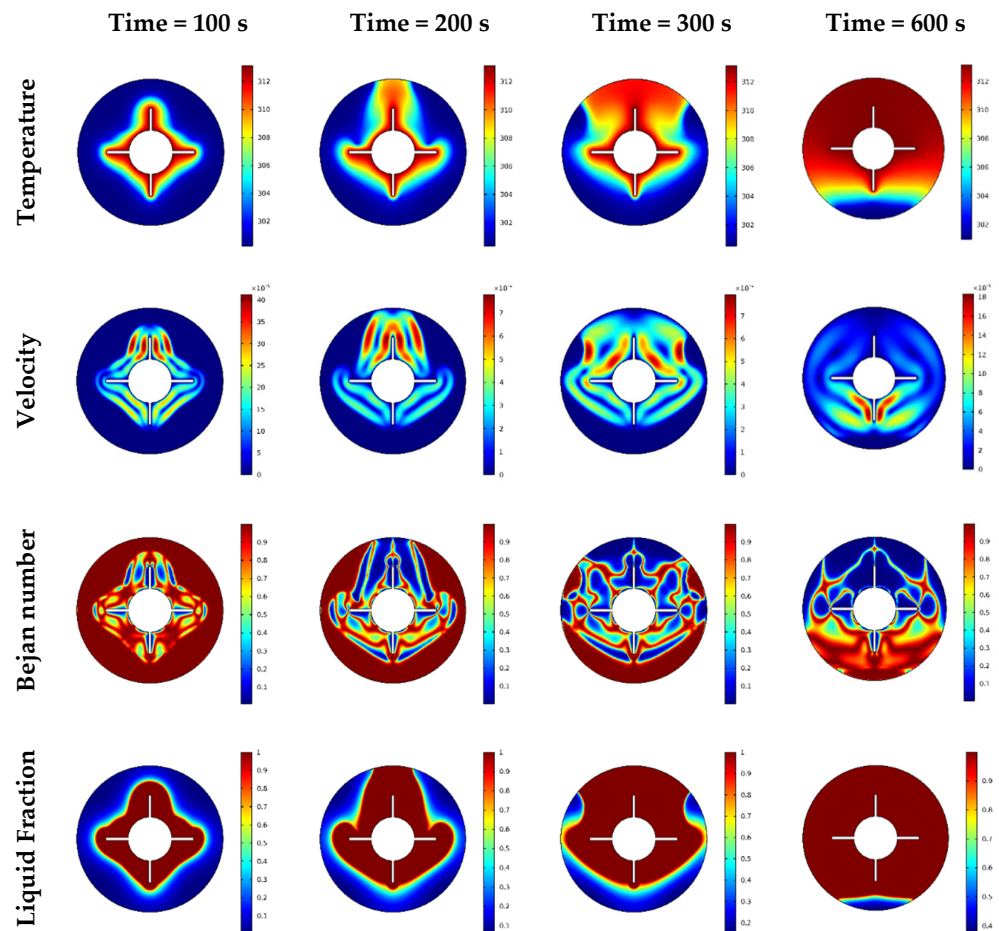 Time = 100 s Time = 200 s Time = 300 s Time = 600 s
Temperature
312 312 312 312
310 310 310 310
308 308 308 308
306 306 306 306
304 304 304 304
302 302 302 302
Velocity
40 7 7 18
35 6 6 16
30 5 5 14
25 4 4 12
20 3 3 10
15 2 2 8
10 1 1 6
5 0 0 4
0 2
0
Bejan number
0.9 0.9 0.9 0.9
0.8 0.8 0.8 0.8
0.7 0.7 0.7 0.7
0.6 0.6 0.6 0.6
0.5 0.5 0.5 0.5
0.4 0.4 0.4 0.4
0.3 0.3 0.3 0.3
0.2 0.2 0.2 0.2
0.1 0.1 0.1 0.1
Liquid Fraction
1 1 1
0.9 0.9 0.9 0.9
0.8 0.8 0.8 0.8
0.7 0.7 0.7 0.7
0.6 0.6 0.6 0.6
0.5 0.5 0.5 0.5
0.4 0.4 0.4 0.4
0.3 0.3 0.3
0.2 0.2 0.2
0.1 0.1